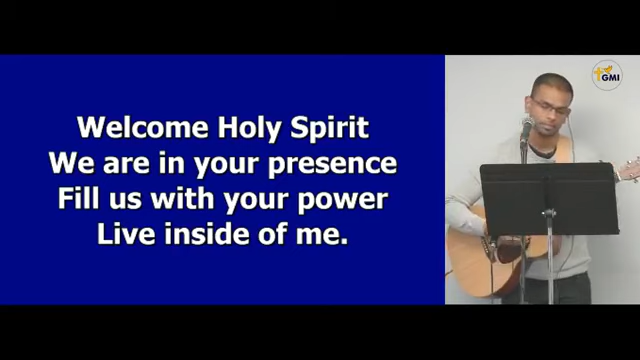 Welcome Holy Spirit
We are in your presence
Fill us with your power
Live inside of me.
GMI